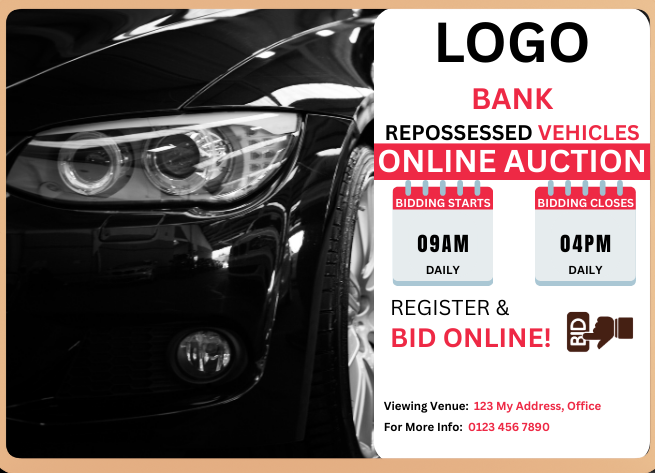 LOGO
BANK
REPOSSESSED VEHICLES
ONLINE AUCTION
BIDDING STARTS
09AM
DAILY
BIDDING CLOSES
04PM
DAILY
REGISTER &
BID ONLINE!
BID
Viewing Venue: 123 My Address, Office
For More Info: 0123 456 7890